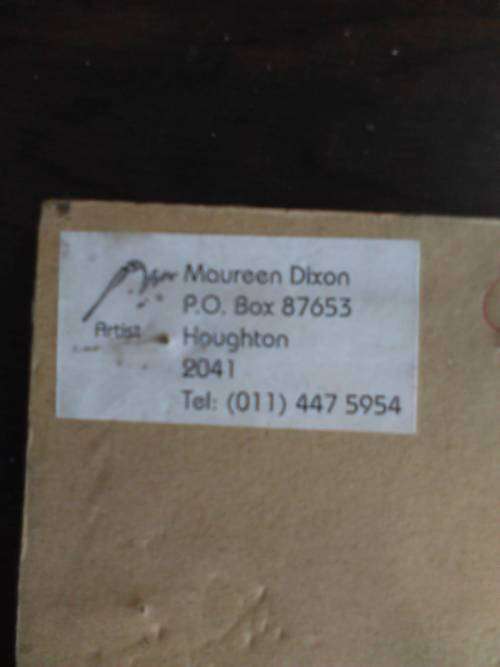 Maureen Dixon
P.O. Box 87653
Houghton
2041
Tel: (011) 447 5954
Artist